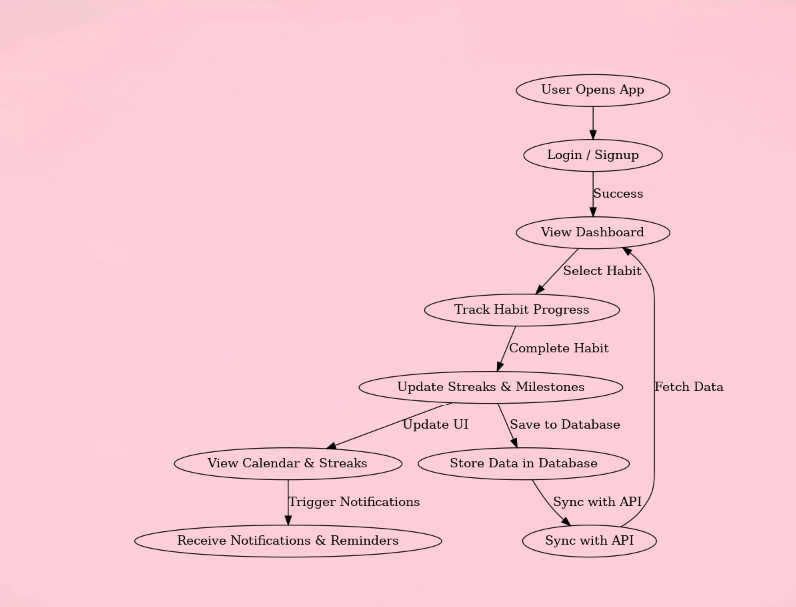 User Opens App
Login / Signup
Success
View Dashboard
Select Habit
Track Habit Progress
Complete Habit
Update Streaks & Milestones
Fetch Data
Update UI
Save to Database
View Calendar & Streaks
Store Data in Database
Trigger Notifications
Sync with API
Receive Notifications & Reminders
Sync with API